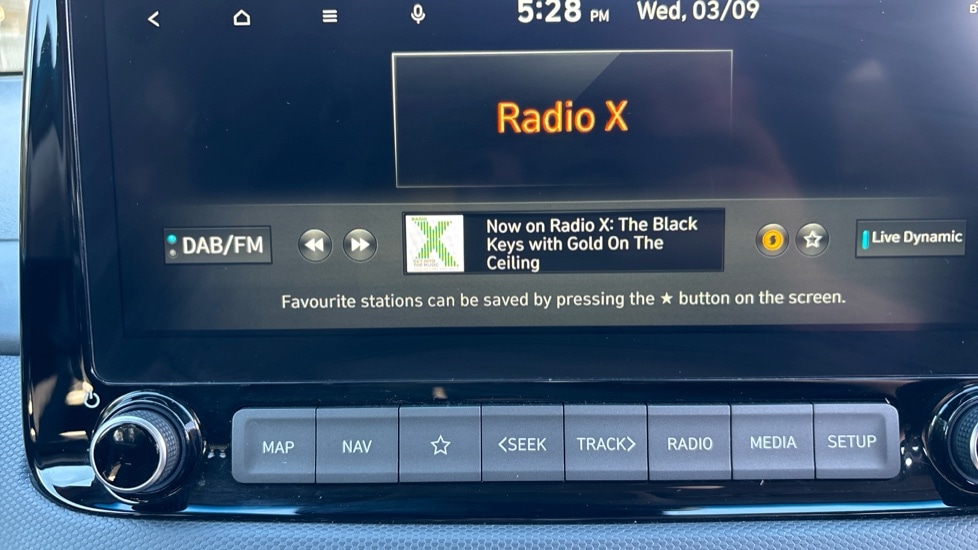 5:28 PM Wed, 03/09
Radio X
DAB/FM
RADIO
X
Now on Radio X: The Black
Keys with Gold On The
Ceiling
Live Dynamic
Favourite stations can be saved by pressing the ★ button on the screen.
MAP NAV ☆ <SEEK TRACK> RADIO MEDIA SETUP